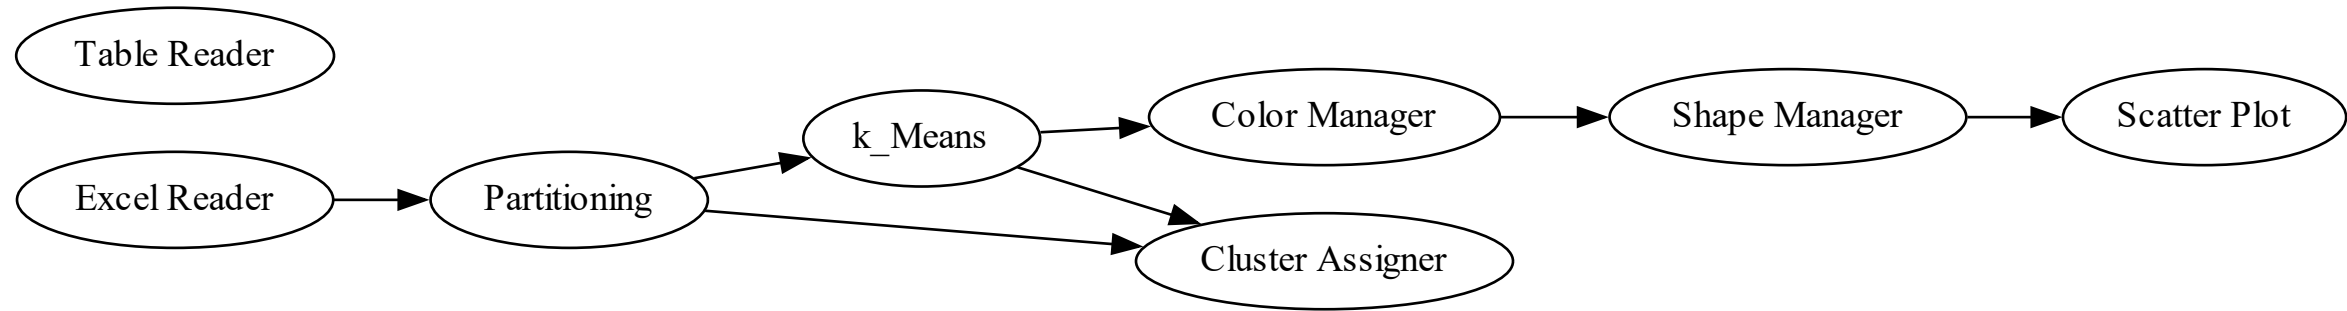 Table Reader
Excel Reader
Partitioning
k_Means
Color Manager
Cluster Assigner
Shape Manager
Scatter Plot